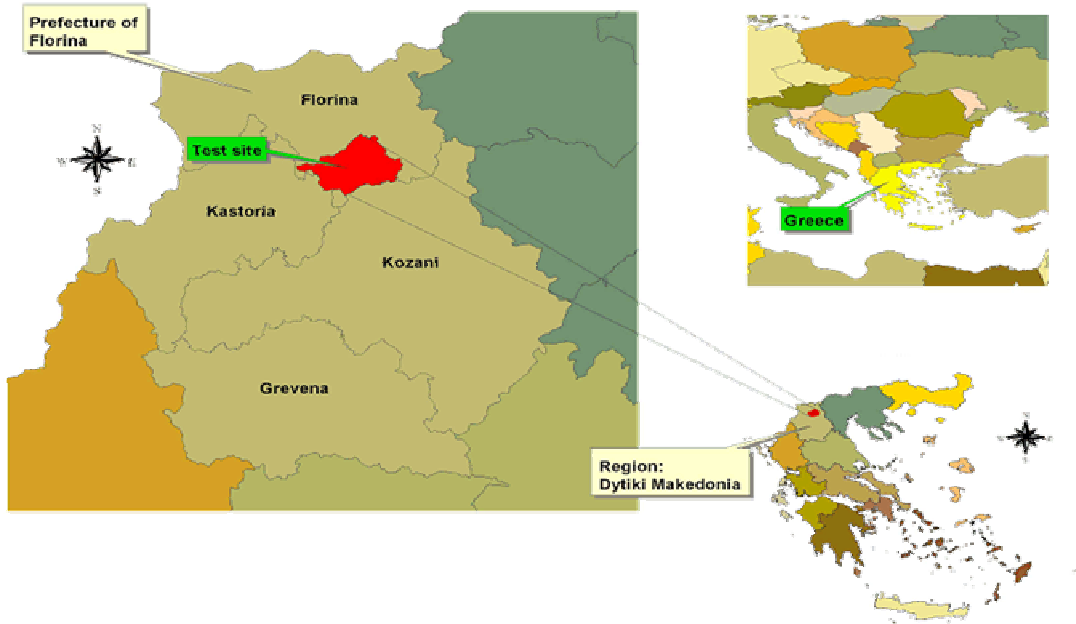 Prefecture of
Florina
Florina
Test site
N
W
E
S
Kastoria
Kozani
Grevena
Greece
Region:
Dytiki Makedonia